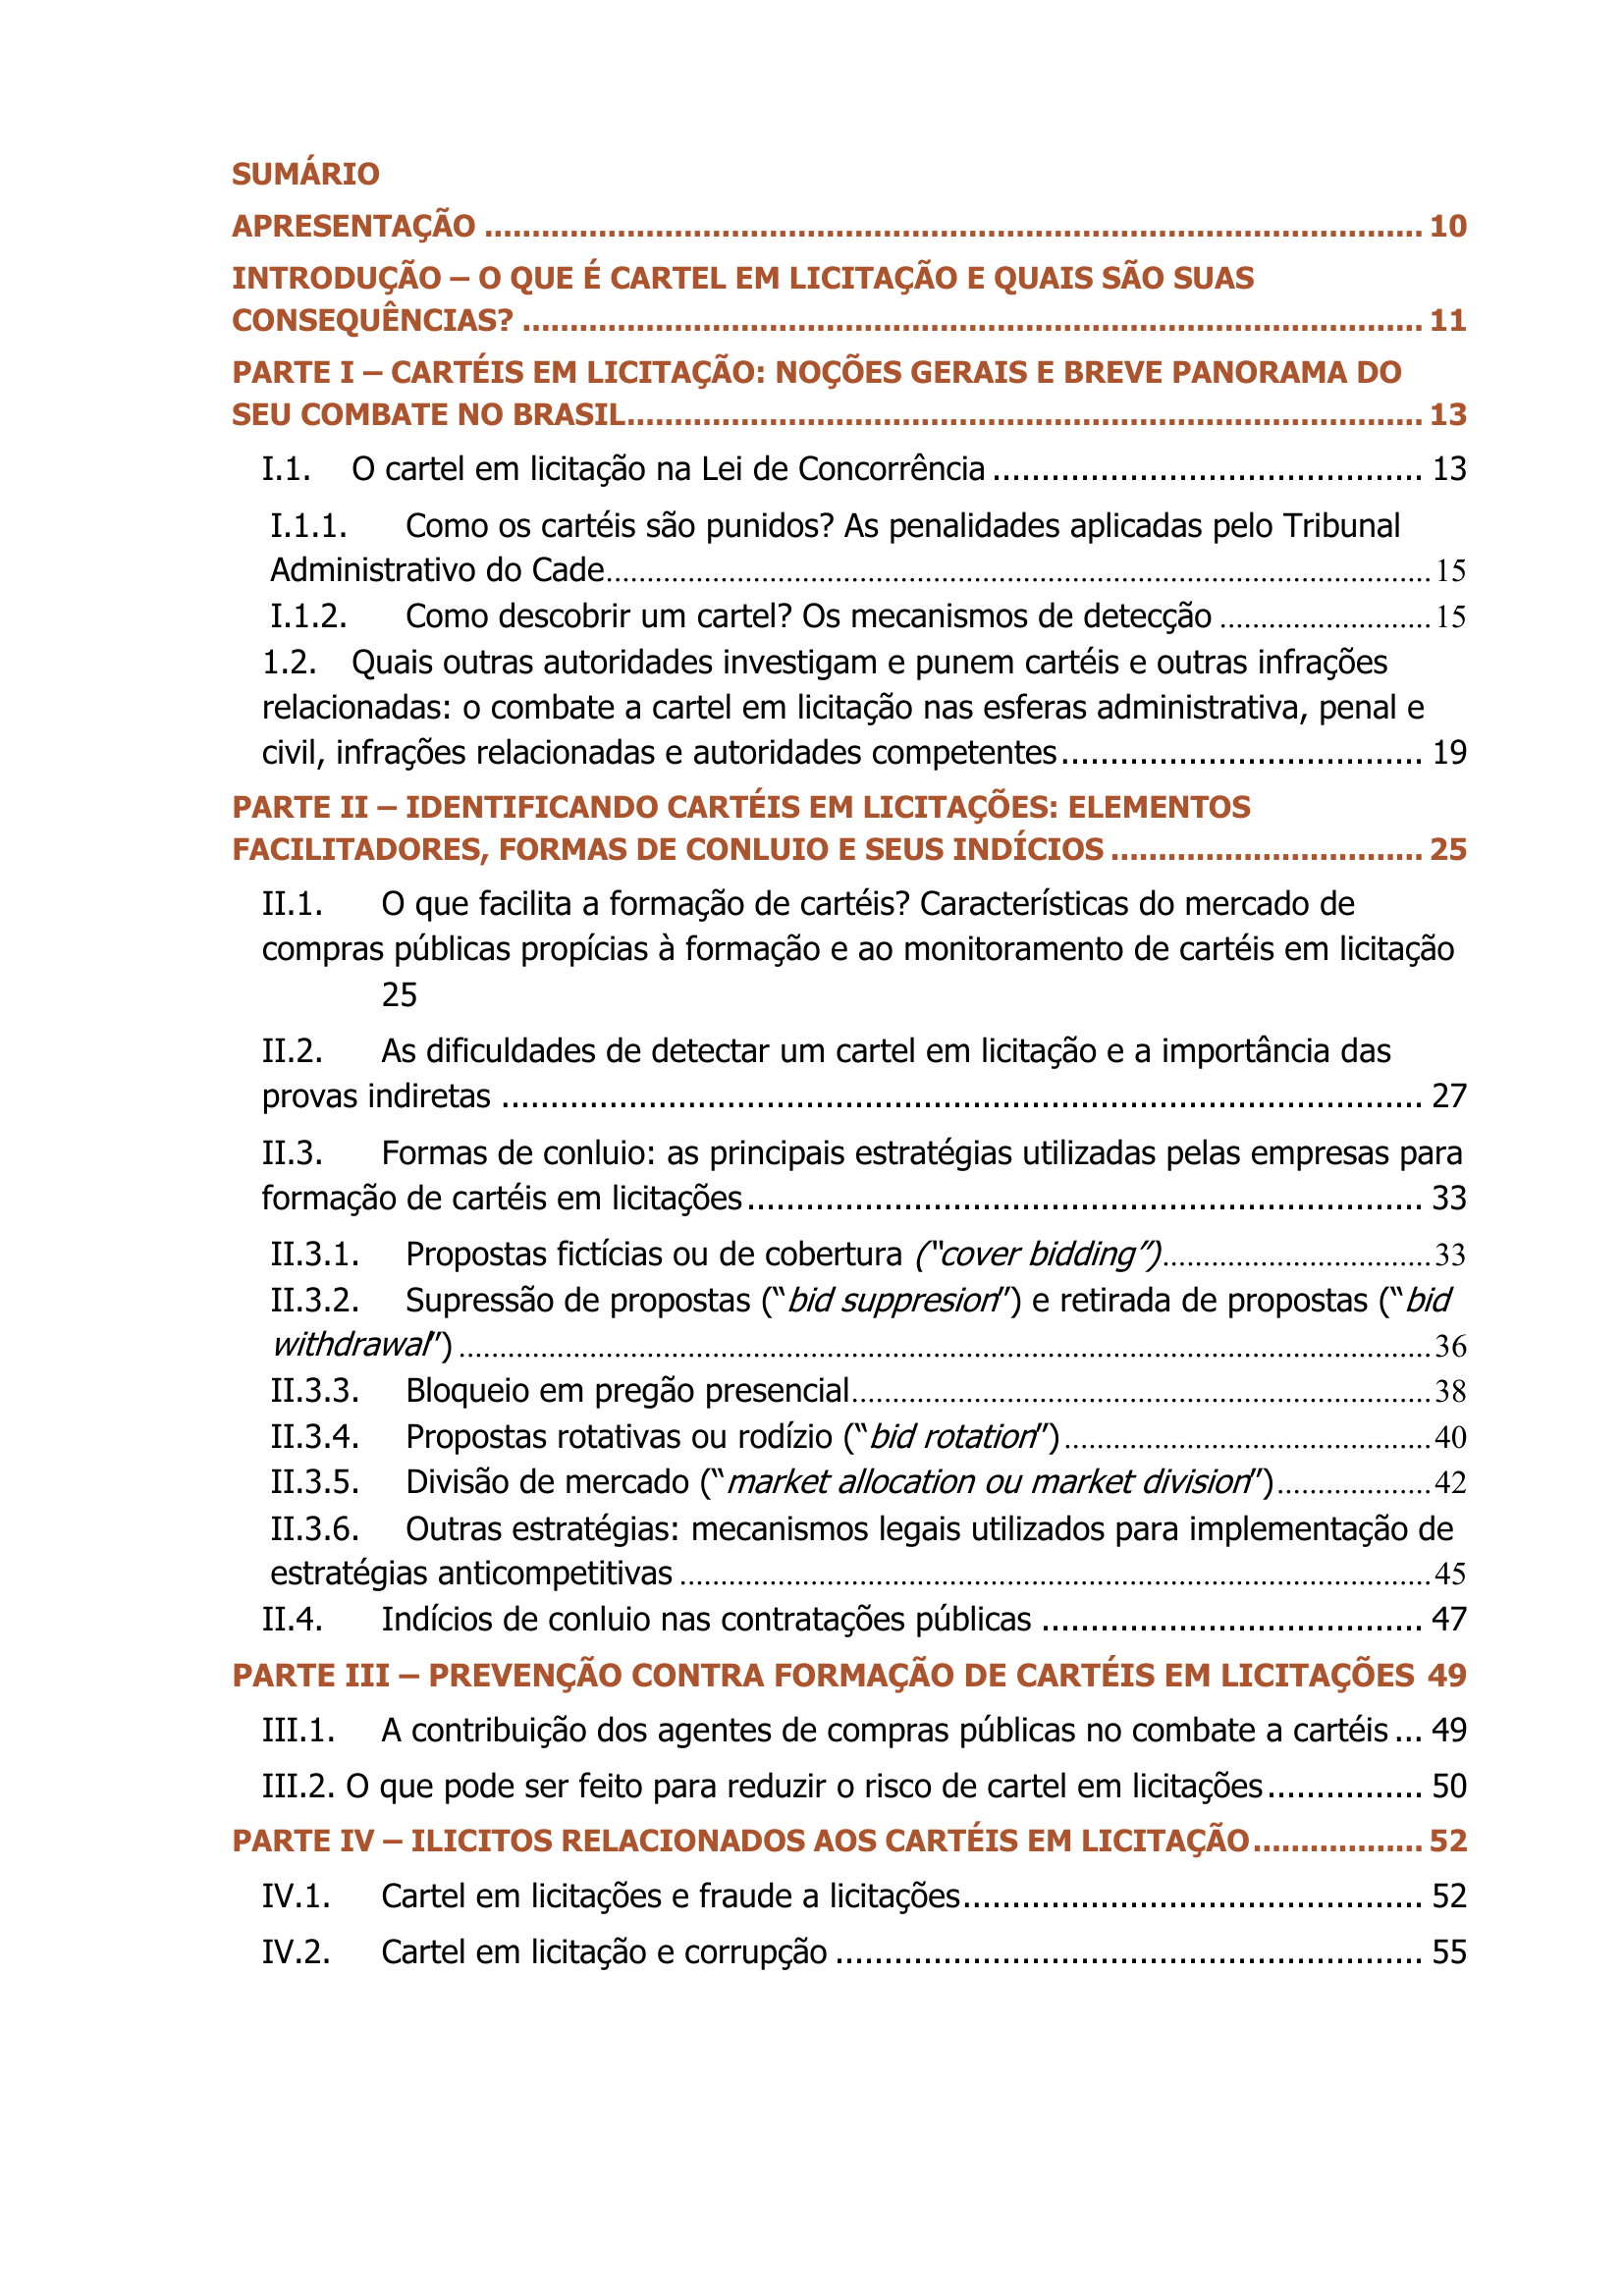 SUMÁRIO
APRESENTAÇÃO .................................................................................................. 10
INTRODUÇÃO – O QUE É CARTEL EM LICITAÇÃO E QUAIS SÃO SUAS
CONSEQUÊNCIAS? .............................................................................................. 11
PARTE I – CARTÉIS EM LICITAÇÃO: NOÇÕES GERAIS E BREVE PANORAMA DO
SEU COMBATE NO BRASIL................................................................................... 13
I.1. O cartel em licitação na Lei de Concorrência ............................................ 13
I.1.1. Como os cartéis são punidos? As penalidades aplicadas pelo Tribunal
Administrativo do Cade.....................................................................................................15
I.1.2. Como descobrir um cartel? Os mecanismos de detecção ..........................15
1.2. Quais outras autoridades investigam e punem cartéis e outras infrações
relacionadas: o combate a cartel em licitação nas esferas administrativa, penal e
civil, infrações relacionadas e autoridades competentes..................................... 19
PARTE II – IDENTIFICANDO CARTÉIS EM LICITAÇÕES: ELEMENTOS
FACILITADORES, FORMAS DE CONLUIO E SEUS INDÍCIOS ................................. 25
II.1. O que facilita a formação de cartéis? Características do mercado de
compras públicas propícias à formação e ao monitoramento de cartéis em licitação
25
II.2. As dificuldades de detectar um cartel em licitação e a importância das
provas indiretas .............................................................................................. 27
II.3. Formas de conluio: as principais estratégias utilizadas pelas empresas para
formação de cartéis em licitações..................................................................... 33
II.3.1. Propostas fictícias ou de cobertura (“cover bidding”).................................33
II.3.2. Supressão de propostas (“bid suppresion”) e retirada de propostas (“bid
withdrawal”) .......................................................................................................................36
II.3.3. Bloqueio em pregão presencial.......................................................................38
II.3.4. Propostas rotativas ou rodízio (“bid rotation”) .............................................40
II.3.5. Divisão de mercado (“market allocation ou market division”)...................42
II.3.6. Outras estratégias: mecanismos legais utilizados para implementação de
estratégias anticompetitivas ............................................................................................45
II.4. Indícios de conluio nas contratações públicas ....................................... 47
PARTE III – PREVENÇÃO CONTRA FORMAÇÃO DE CARTÉIS EM LICITAÇÕES 49
III.1. A contribuição dos agentes de compras públicas no combate a cartéis ... 49
III.2. O que pode ser feito para reduzir o risco de cartel em licitações................ 50
PARTE IV – ILICITOS RELACIONADOS AOS CARTÉIS EM LICITAÇÃO.................. 52
IV.1. Cartel em licitações e fraude a licitações............................................... 52
IV.2. Cartel em licitação e corrupção ............................................................ 55